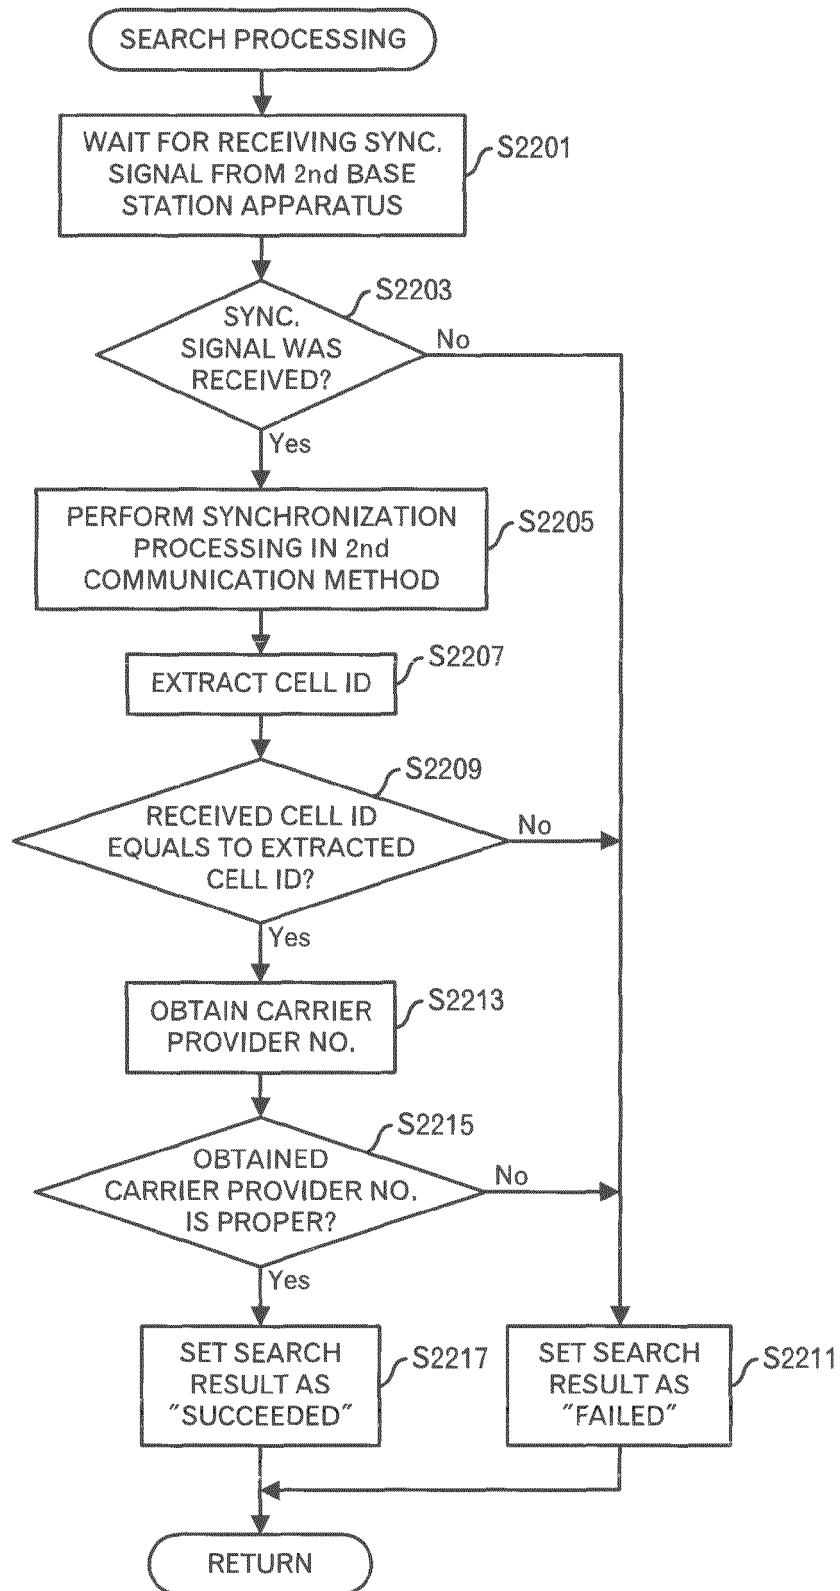 SEARCH PROCESSING
WAIT FOR RECEIVING SYNC.
SIGNAL FROM 2nd BASE
STATION APPARATUS
S2201
S2203
SYNC.
SIGNAL WAS
RECEIVED?
No
Yes
PERFORM SYNCHRONIZATION
PROCESSING IN 2nd
COMMUNICATION METHOD
S2205
EXTRACT CELL ID
S2207
S2209
RECEIVED CELL ID
EQUALS TO EXTRACTED
CELL ID?
No
Yes
OBTAIN CARRIER
PROVIDER NO.
S2213
S2215
OBTAINED
CARRIER PROVIDER NO.
IS PROPER?
No
Yes
SET SEARCH
RESULT AS
"SUCCEEDED"
S2217
SET SEARCH
RESULT AS
"FAILED"
S2211
RETURN